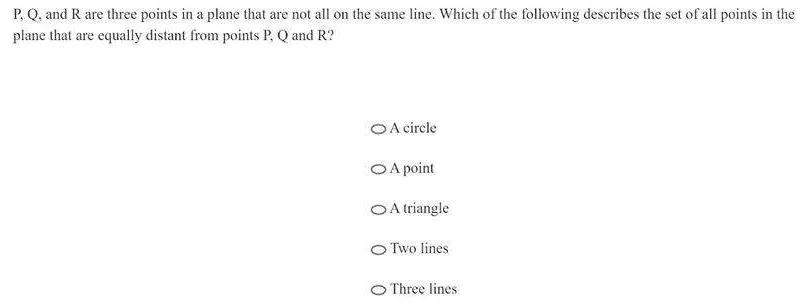 P, Q, and R are three points in a plane that are not all on the same line. Which of the following describes the set of all points in the
plane that are equally distant from points P, Q and R?
A circle
A point
A triangle
Two lines
Three lines